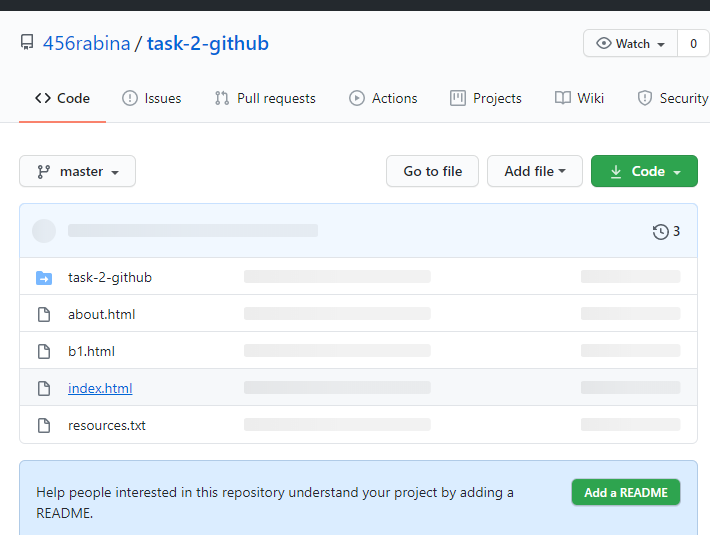 456rabina / task-2-github
Watch 0
Code Issues Pull requests Actions Projects Wiki Security
master Go to file Add file Code
3
task-2-github
about.html
b1.html
index.html
resources.txt
Help people interested in this repository understand your project by adding a
README.
Add a README